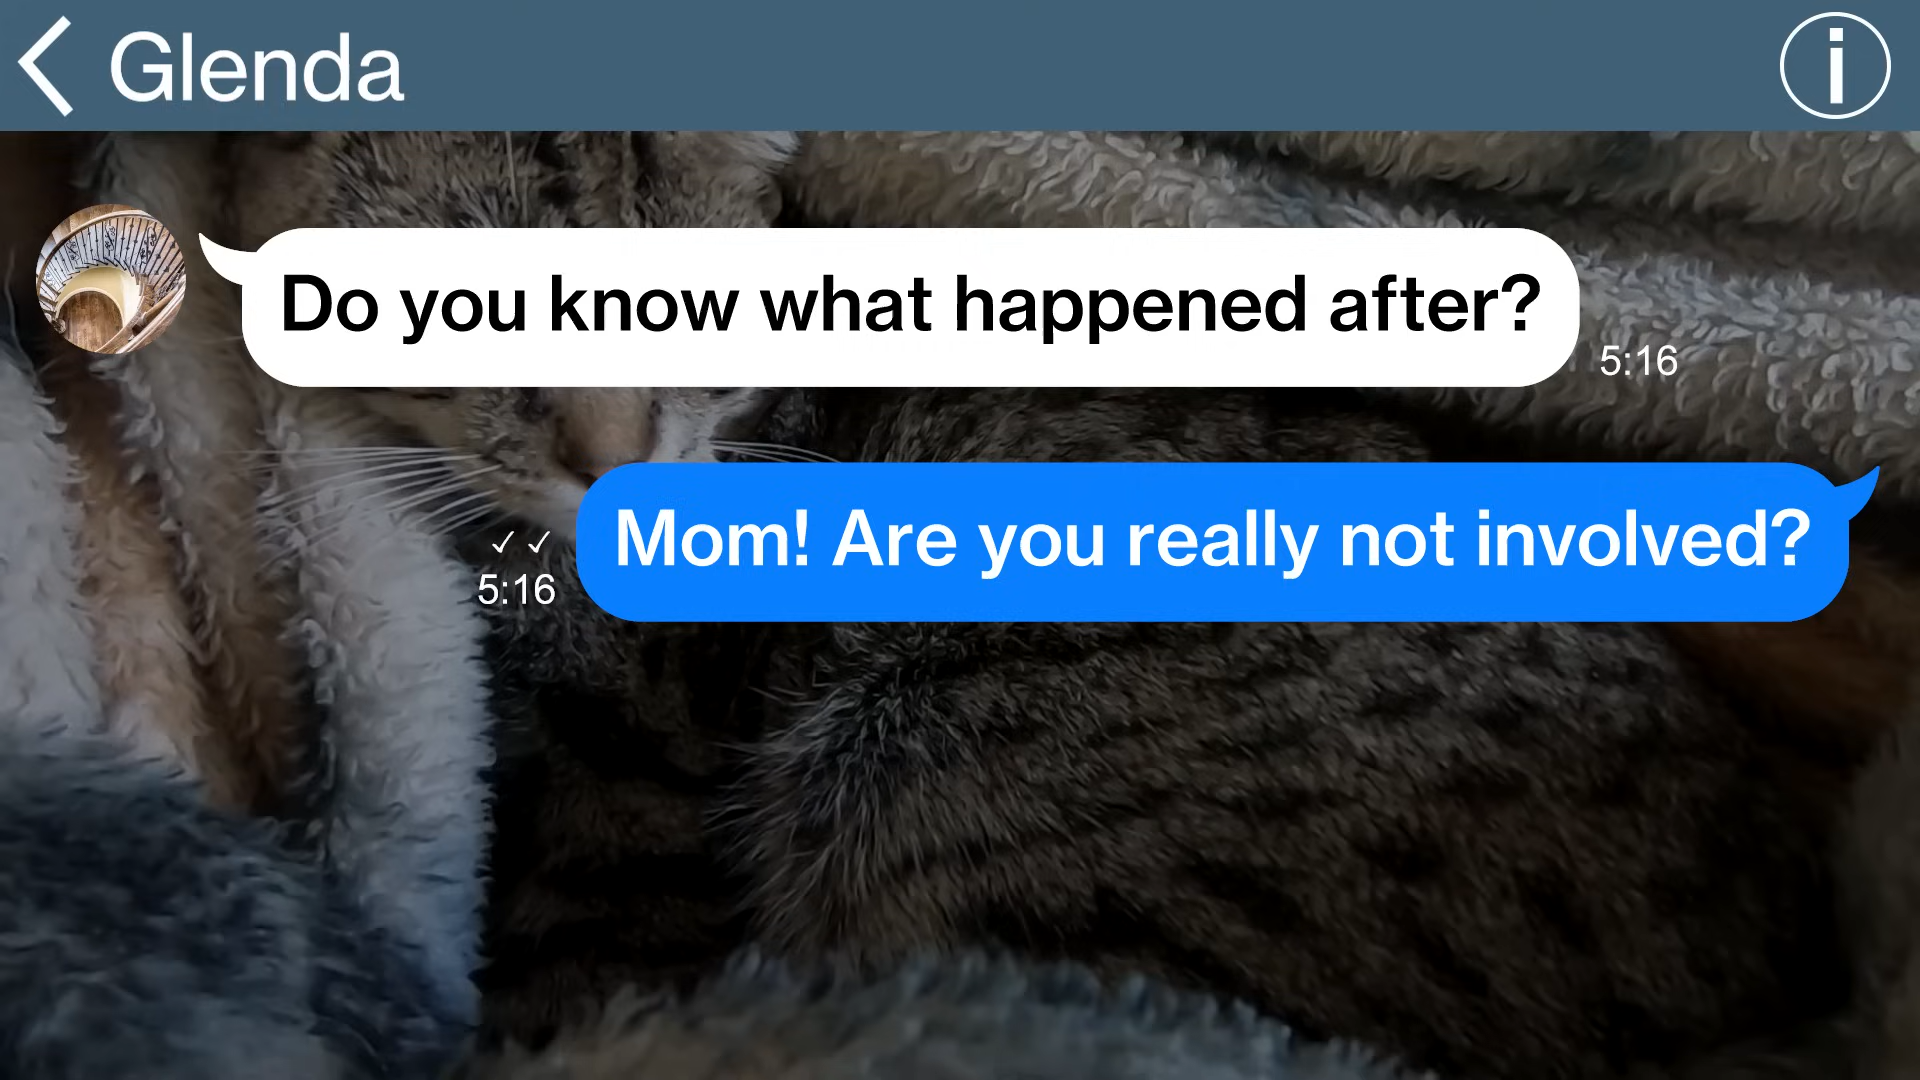 Glenda
Do you know what happened after?
5:16
Mom! Are you really not involved?
✓✓
5:16